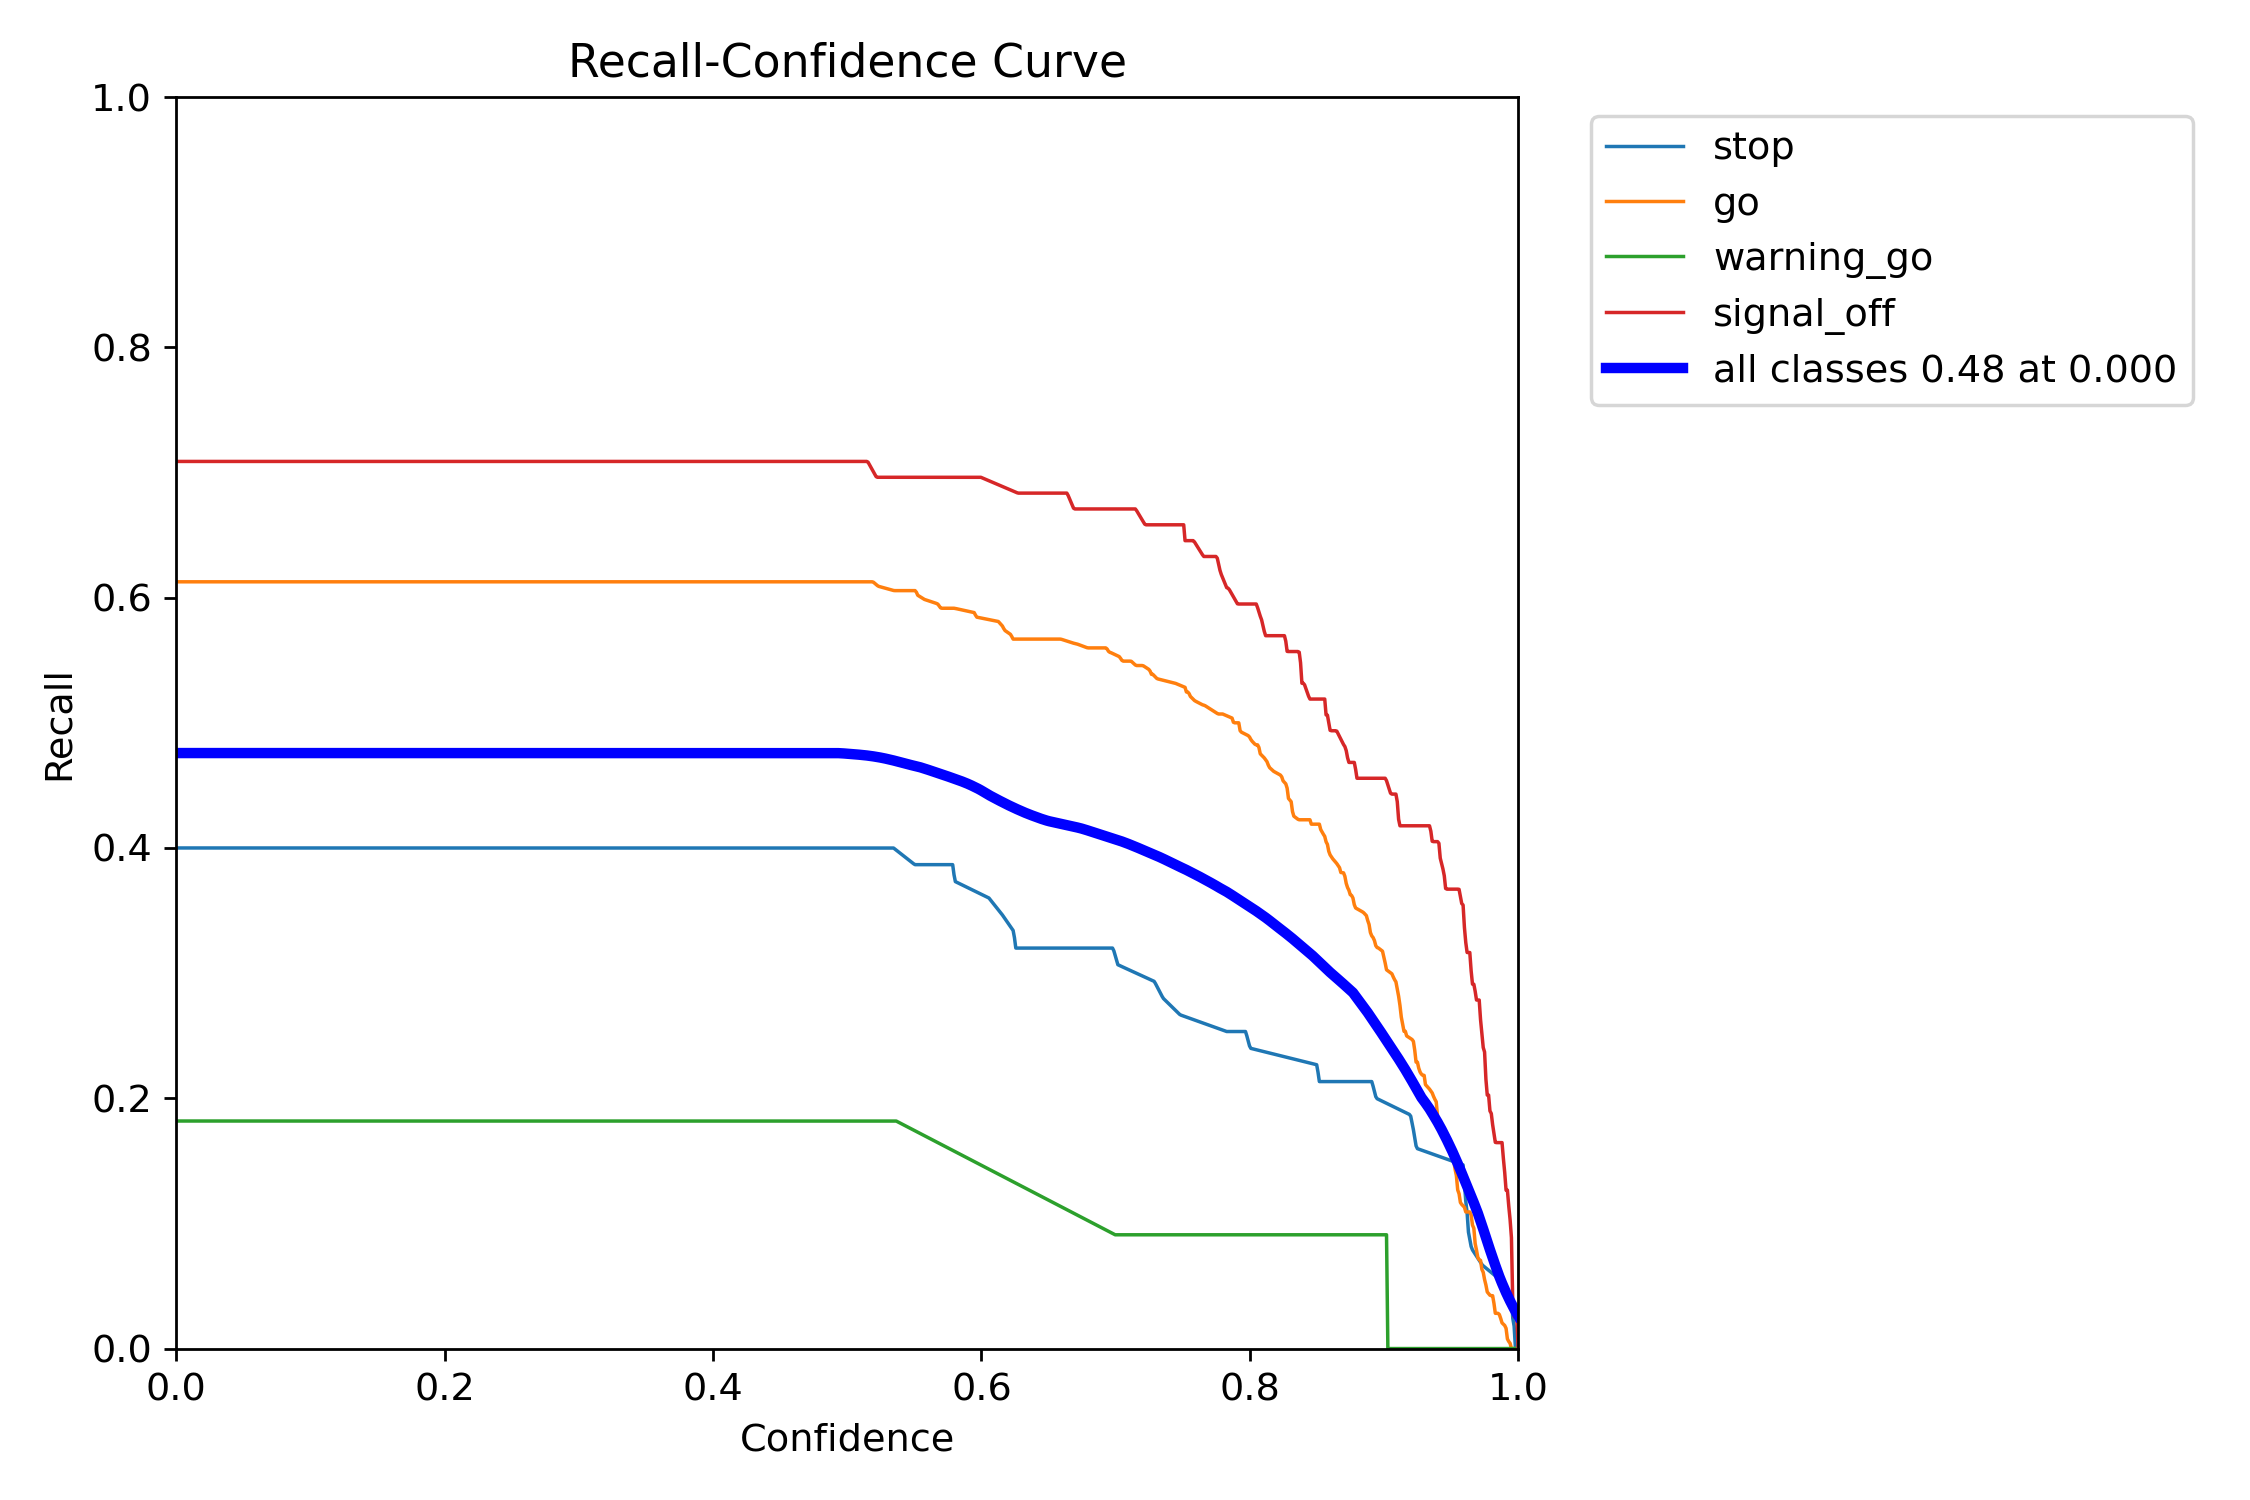 Recall-Confidence Curve
1.0
0.8
0.6
0.4
0.2
0.0
Recall
0.0 0.2 0.4 0.6 0.8 1.0
Confidence
stop
go
warning_go
signal_off
all classes 0.48 at 0.000